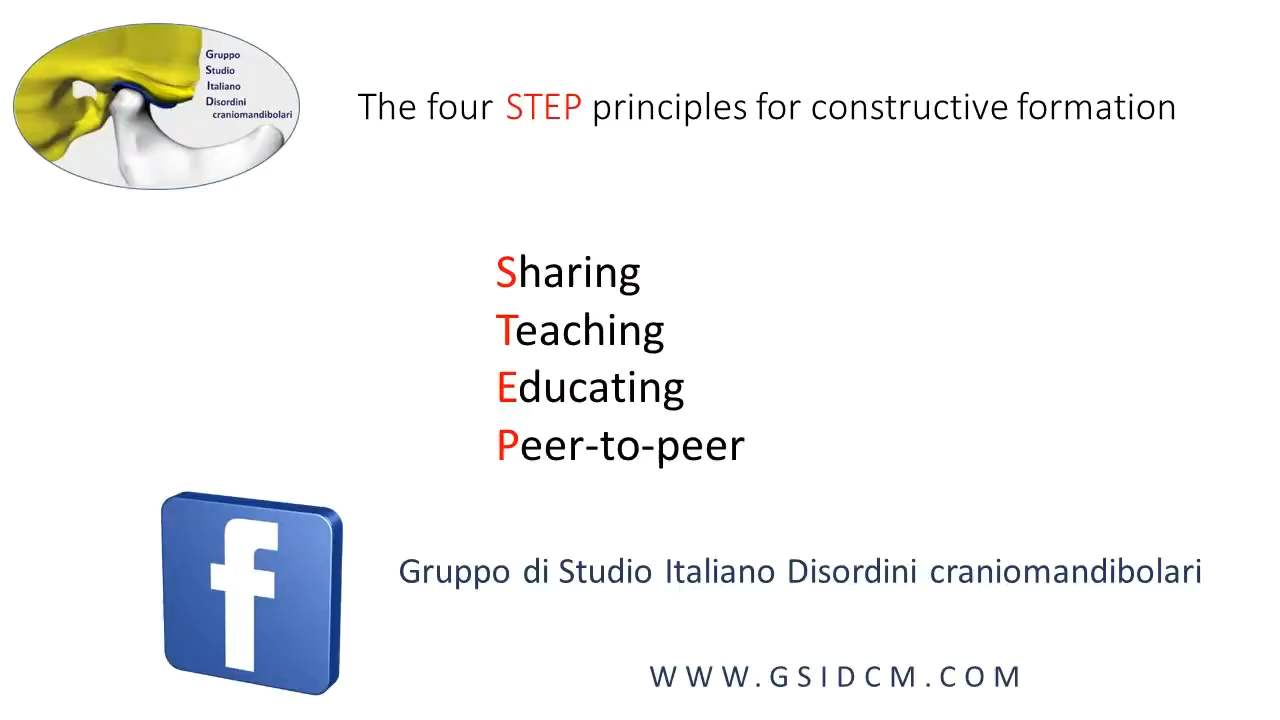 Gruppo
Studio
Italiano
Disordini
craniomandibolari
The four STEP principles for constructive formation
Sharing
Teaching
Educating
Peer-to-peer
f
Gruppo di Studio Italiano Disordini craniomandibolari
WWW.GSIDCM.COM